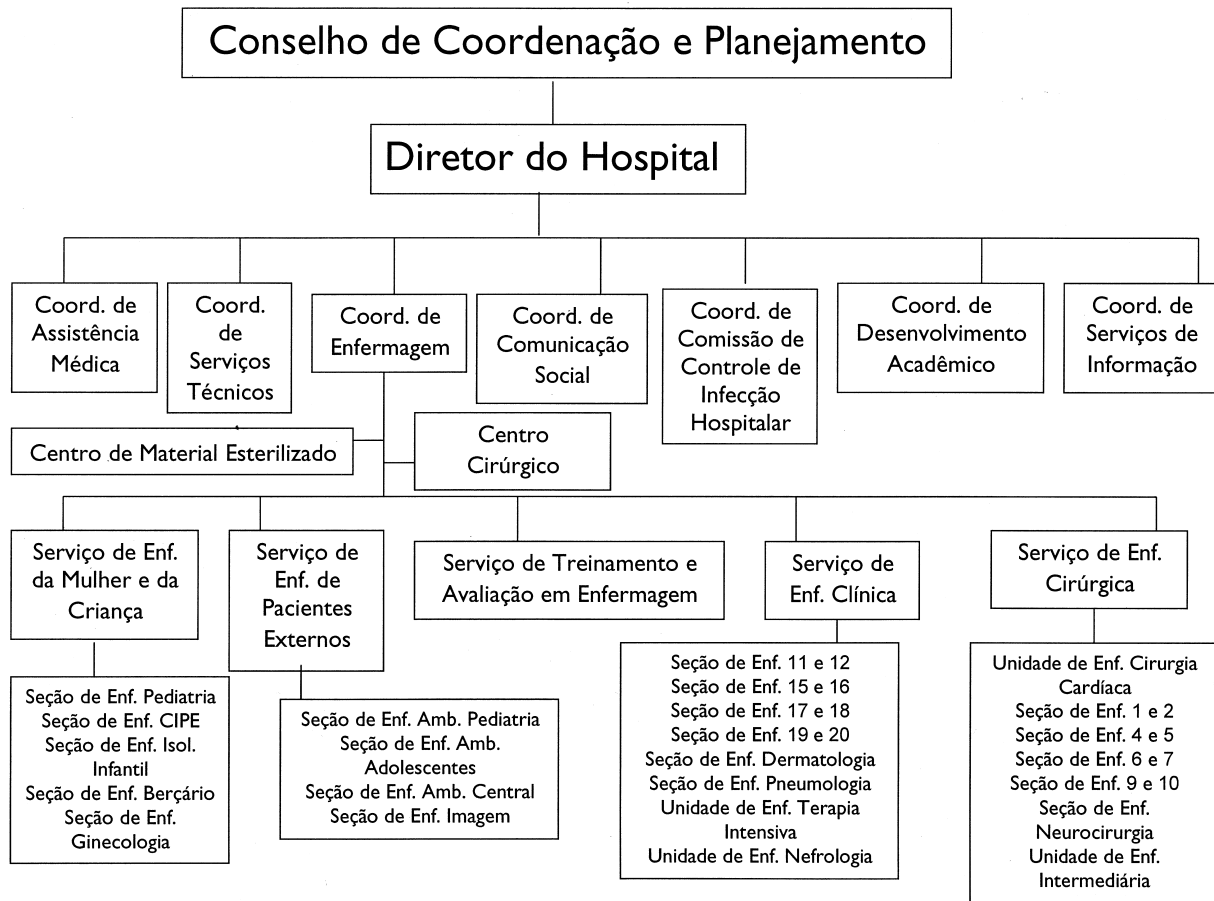 Conselho de Coordenação e Planejamento
Diretor do Hospital
Coord. de
Assistência
Médica
Coord.
de
Serviços
Técnicos
Coord. de
Enfermagem
Coord. de
Comunicação
Social
Coord. de
Comissão de
Controle de
Infecção
Hospitalar
Coord. de
Desenvolvimento
Acadêmico
Coord. de
Serviços de
Informação
Centro de Material Esterilizado
Centro
Cirúrgico
Serviço de Enf.
da Mulher e da
Criança
Serviço de
Enf. de
Pacientes
Externos
Serviço de Treinamento e
Avaliação em Enfermagem
Serviço de
Enf. Clínica
Serviço de Enf.
Cirúrgica
Seção de Enf. Pediatria
Seção de Enf. CIPE
Seção de Enf. Isol.
Infantil
Seção de Enf. Berçário
Seção de Enf.
Ginecologia
Seção de Enf. Amb. Pediatria
Seção de Enf. Amb.
Adolescentes
Seção de Enf. Amb. Central
Seção de Enf. Imagem
Seção de Enf. 11 e 12
Seção de Enf. 15 e 16
Seção de Enf. 17 e 18
Seção de Enf. 19 e 20
Seção de Enf. Dermatologia
Seção de Enf. Pneumologia
Unidade de Enf. Terapia
Intensiva
Unidade de Enf. Nefrologia
Unidade de Enf. Cirurgia
Cardíaca
Seção de Enf. 1 e 2
Seção de Enf. 4 e 5
Seção de Enf. 6 e 7
Seção de Enf. 9 e 10
Seção de Enf.
Neurocirurgia
Unidade de Enf.
Intermediária